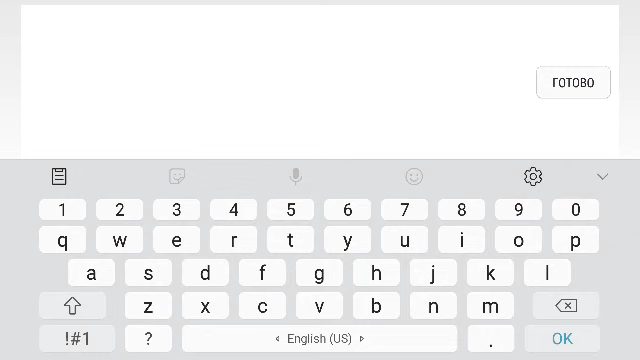 ГОТОВО
1 2 3 4 5 6 7 8 9 0
q w e r t y u i o p
a s d f g h j k l
z x c v b n m
!#1 ? English (US) . OK